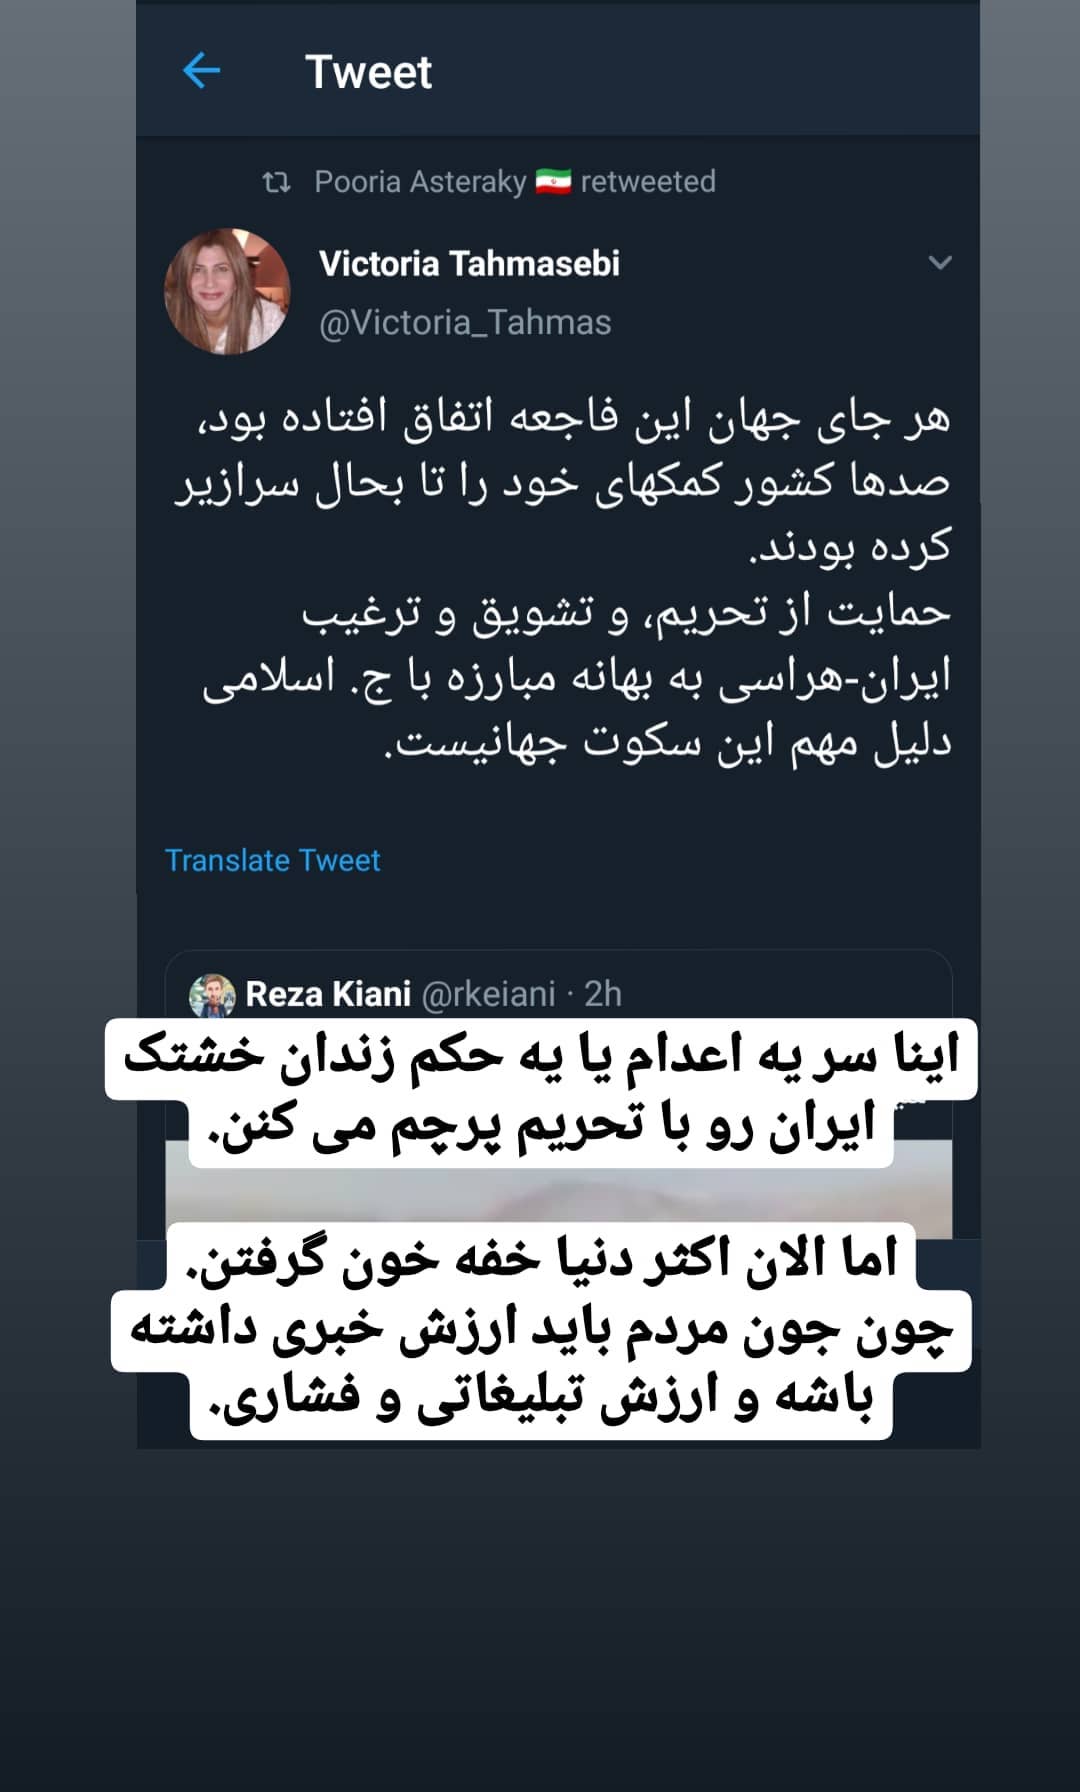 Tweet
Pooria Asteraky 🇮🇷 retweeted
Victoria Tahmasebi
@Victoria_Tahmas
هر جای جهان این فاجعه اتفاق افتاده بود،
صدها کشور کمکهای خود را تا بحال سرازیر
کرده بودند.
حمایت از تحریم، و تشویق و ترغیب
ایران-هراسی به بهانه مبارزه با ج. اسلامی
دلیل مهم این سکوت جهانیست.
Translate Tweet
Reza Kiani @rkeiani · 2h
اینا سر یه اعدام یا یه حکم زندان خشتک
ایران رو با تحریم پرچم می کنن.
اما الان اکثر دنیا خفه خون گرفتن.
چون جون مردم باید ارزش خبری داشته
باشه و ارزش تبلیغاتی و فشاری.